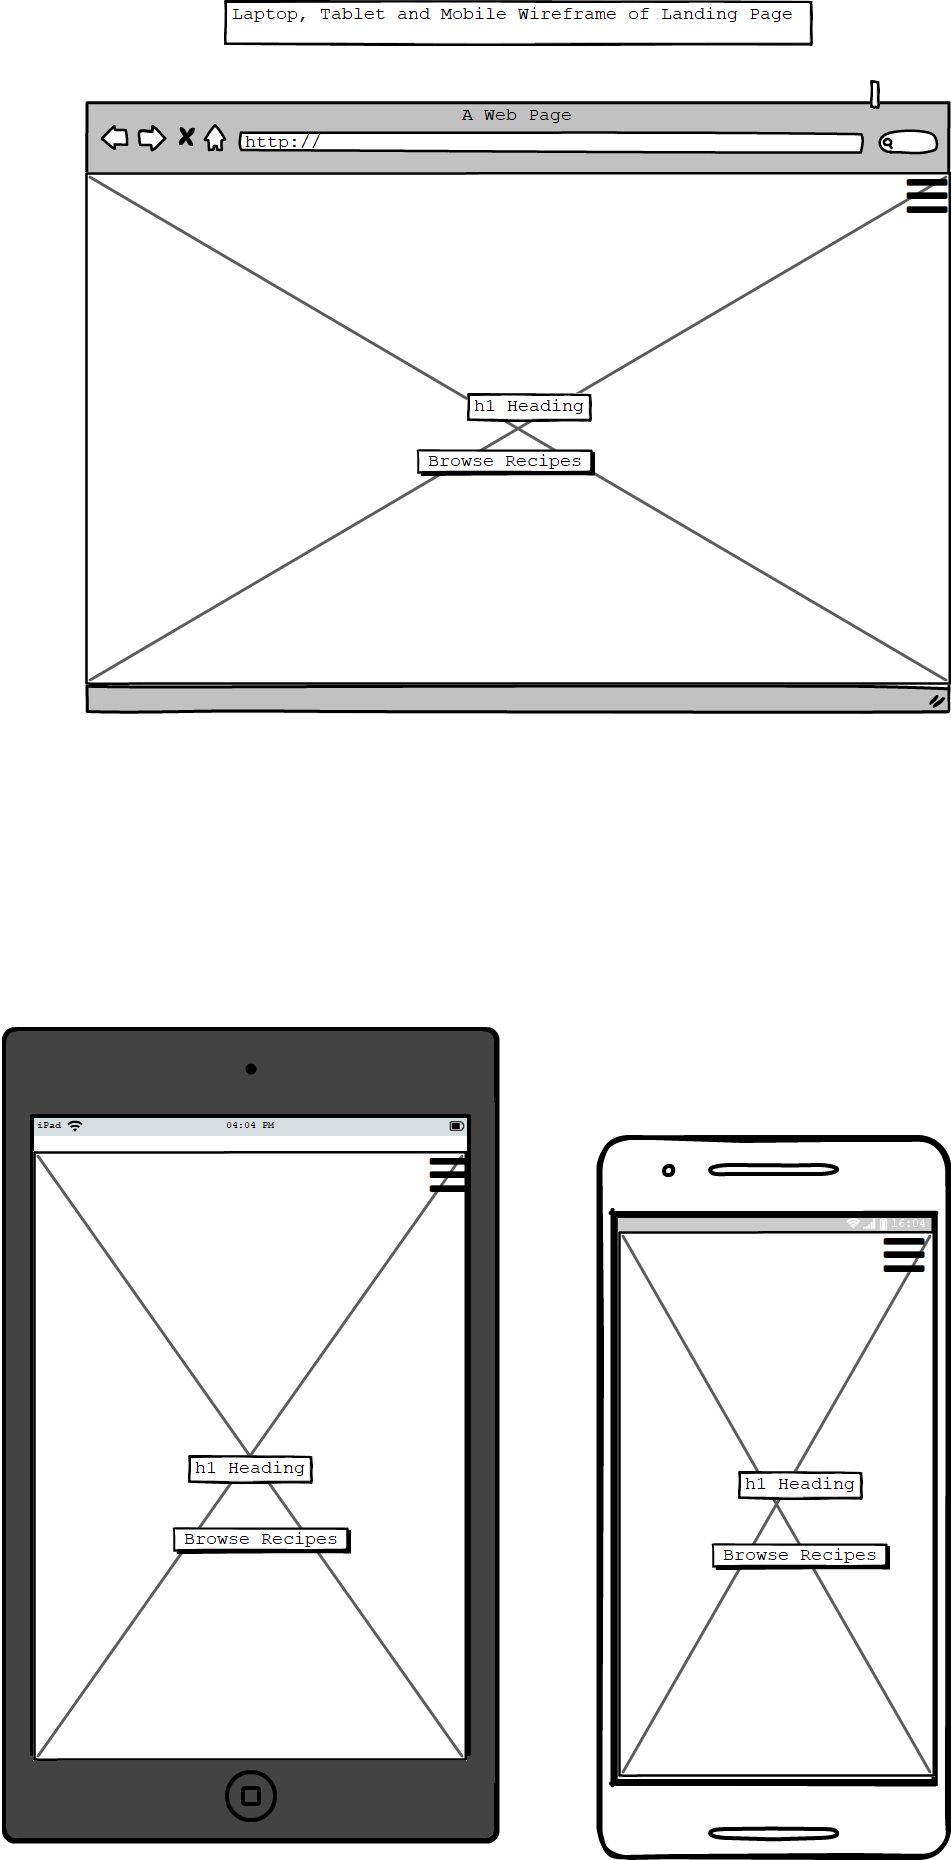 Laptop, Tablet and Mobile Wireframe of Landing Page
A Web Page
http://
h1 Heading
Browse Recipes
iPad 04:04 PM
h1 Heading
Browse Recipes
16:04
h1 Heading
Browse Recipes